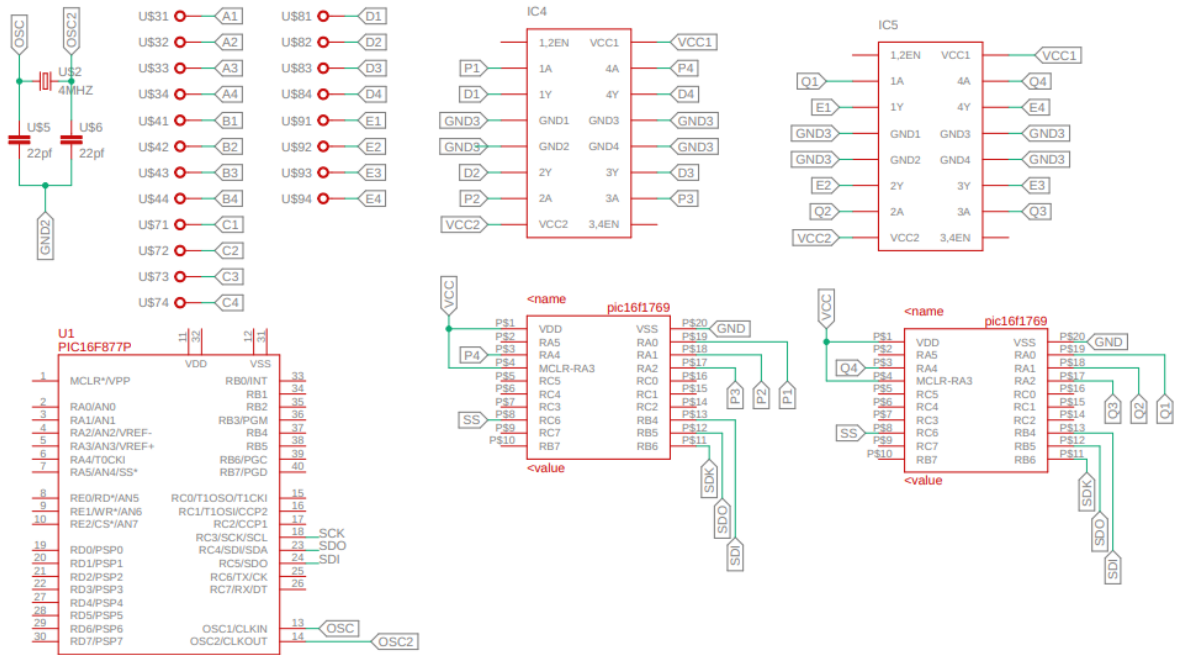 OSC
OSC2
U$2
4MHZ
U$5
22pf
U$6
22pf
GND2
U$31 A1
U$32 A2
U$33 A3
U$34 A4
U$41 B1
U$42 B2
U$43 B3
U$44 B4
U$71 C1
U$72 C2
U$73 C3
U$74 C4
U$81 D1
U$82 D2
U$83 D3
U$84 D4
U$91 E1
U$92 E2
U$93 E3
U$94 E4
IC4
1,2EN VCC1 VCC1
P1 1A 4A P4
D1 1Y 4Y D4
GND3 GND1 GND3 GND3
GND3 GND2 GND4 GND3
D2 2Y 3Y D3
P2 2A 3A P3
VCC2 VCC2 3,4EN
IC5
1,2EN VCC1 VCC1
Q1 1A 4A Q4
E1 1Y 4Y E4
GND3 GND1 GND3 GND3
GND3 GND2 GND4 GND3
E2 2Y 3Y E3
Q2 2A 3A Q3
VCC2 VCC2 3,4EN
U1
PIC16F877P
11 32 12 31
VDD VSS
1 MCLR*/VPP RB0/INT 33
RB1 34
2 RA0/AN0 RB2 35
3 RA1/AN1 RB3/PGM 36
4 RA2/AN2/VREF- RB4 37
5 RA3/AN3/VREF+ RB5 38
6 RA4/T0CKI RB6/PGC 39
7 RA5/AN4/SS* RB7/PGD 40
8 RE0/RD*/AN5 RC0/T1OSO/T1CKI 15
9 RE1/WR*/AN6 RC1/T1OSI/CCP2 16
10 RE2/CS*/AN7 RC2/CCP1 17
RC3/SCK/SCL 18 SCK
19 RD0/PSP0 RC4/SDI/SDA 23 SDO
20 RD1/PSP1 RC5/SDO 24 SDI
21 RD2/PSP2 RC6/TX/CK 25
22 RD3/PSP3 RC7/RX/DT 26
27 RD4/PSP4
28 RD5/PSP5
29 RD6/PSP6 OSC1/CLKIN 13 OSC
30 RD7/PSP7 OSC2/CLKOUT 14 OSC2
VCC
<name
pic16f1769
P$1 VDD VSS P$20 GND
P$2 RA5 RA0 P$19
P4 P$3 RA4 RA1 P$18
P$4 MCLR-RA3 RA2 P$17
P$5 RC5 RC0 P$16
P$6 RC4 RC1 P$15
P$7 RC3 RC2 P$14
SS P$8 RC6 RB4 P$13
P$9 RC7 RB5 P$12
P$10 RB7 RB6 P$11
P3 P2 P1
<value
SDK
SDO
SDI
VCC
<name
pic16f1769
P$1 VDD VSS P$20 GND
P$2 RA5 RA0 P$19
Q4 P$3 RA4 RA1 P$18
P$4 MCLR-RA3 RA2 P$17
P$5 RC5 RC0 P$16
P$6 RC4 RC1 P$15
P$7 RC3 RC2 P$14
SS P$8 RC6 RB4 P$13
P$9 RC7 RB5 P$12
P$10 RB7 RB6 P$11
Q3 Q2 Q1
<value
SDK
SDO
SDI